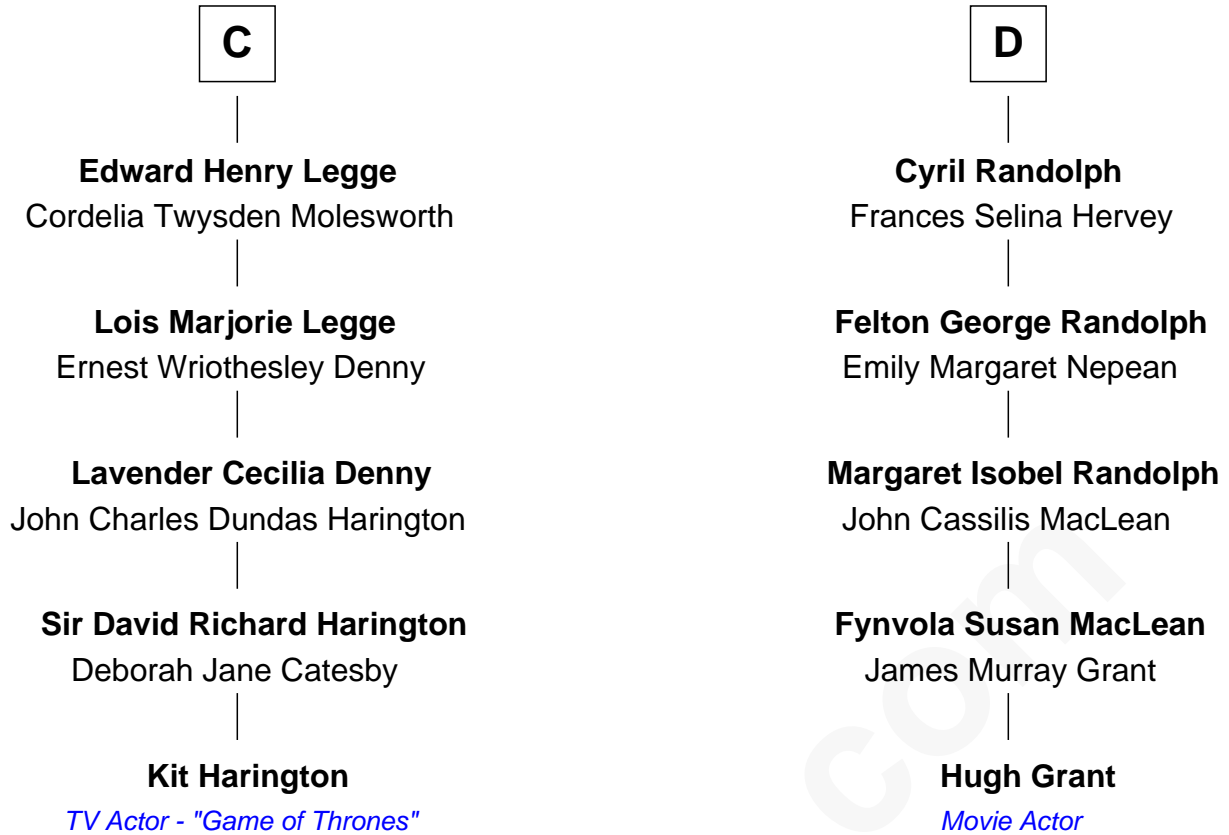 C
Edward Henry Legge
Cordelia Twysden Molesworth
Lois Marjorie Legge
Ernest Wriothesley Denny
Lavender Cecilia Denny
John Charles Dundas Harington
Sir David Richard Harington
Deborah Jane Catesby
Kit Harington
TV Actor - "Game of Thrones"
D
Cyril Randolph
Frances Selina Hervey
Felton George Randolph
Emily Margaret Nepean
Margaret Isobel Randolph
John Cassilis MacLean
Fynvola Susan MacLean
James Murray Grant
Hugh Grant
Movie Actor
com